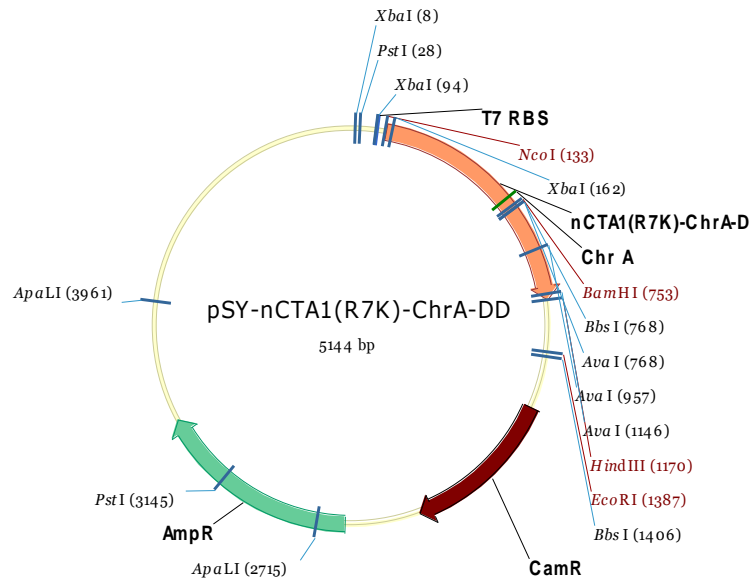 XbaI (8)
PstI (28)
XbaI (94)
T7 RBS
NcoI (133)
XbaI (162)
nCTA1(R7K)-ChrA-D
Chr A
BamHI (753)
BbsI (768)
AvaI (768)
AvaI (957)
AvaI (1146)
HindIII (1170)
EcoRI (1387)
BbsI (1406)
CamR
ApaLI (2715)
AmpR
PstI (3145)
ApaLI (3961)
pSY-nCTA1(R7K)-ChrA-DD
5144 bp